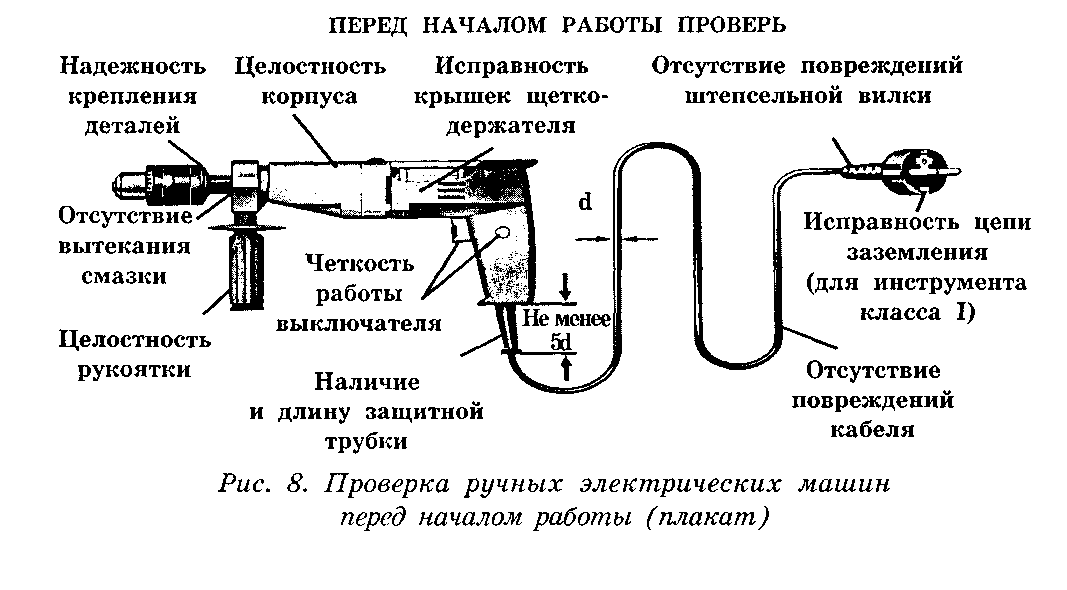 ПЕРЕД НАЧАЛОМ РАБОТЫ ПРОВЕРЬ
Надежность
крепления
деталей
Целостность
корпуса
Исправность
крышек щетко-
держателя
Отсутствие повреждений
штепсельной вилки
Отсутствие
вытекания
смазки
Целостность
рукоятки
Четкость
работы
выключателя
Наличие
и длину защитной
трубки
Не менее
5d
d
Исправность цепи
заземления
(для инструмента
класса I)
Отсутствие
повреждений
кабеля
Рис. 8. Проверка ручных электрических машин
перед началом работы (плакат)